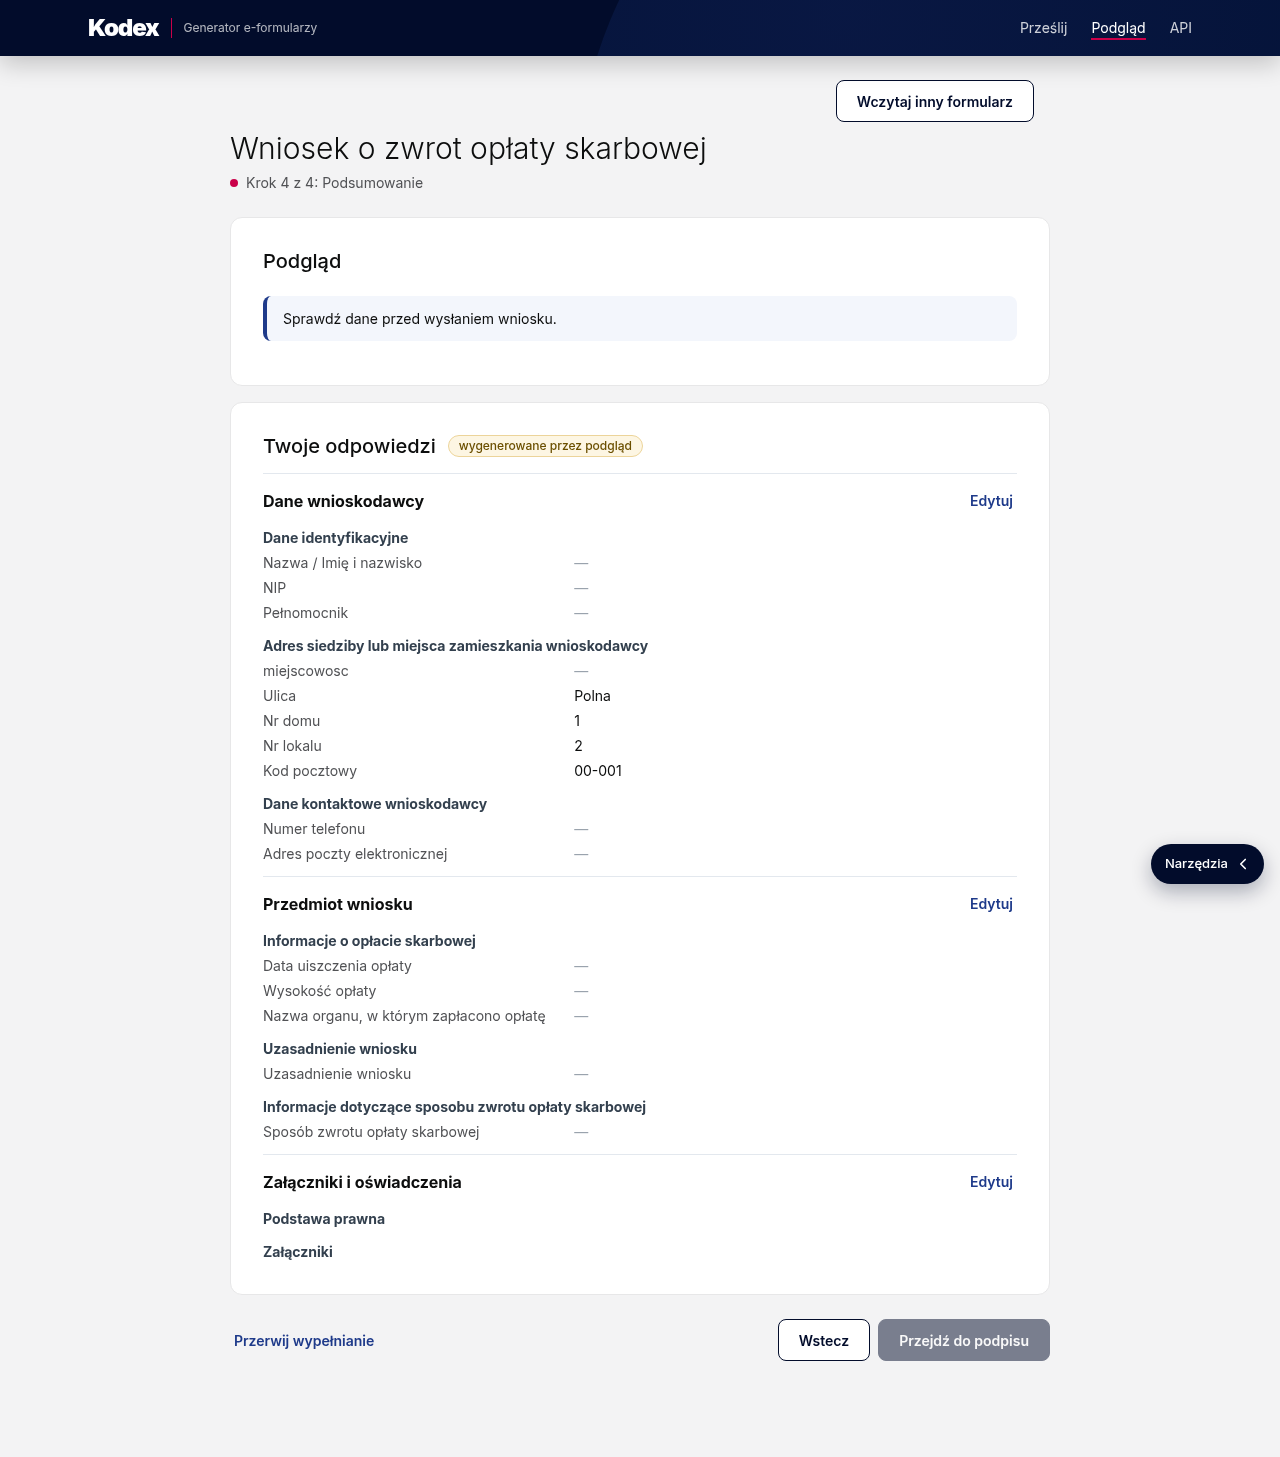 Kodex
Generator e-formularzy
Prześlij
Podgląd
API
Wczytaj inny formularz
Wniosek o zwrot opłaty skarbowej
Krok 4 z 4: Podsumowanie
Podgląd
Sprawdź dane przed wysłaniem wniosku.
Twoje odpowiedzi
wygenerowane przez podgląd
Dane wnioskodawcy
Edytuj
Dane identyfikacyjne
Nazwa / Imię i nazwisko —
NIP —
Pełnomocnik —
Adres siedziby lub miejsca zamieszkania wnioskodawcy
miejscowosc —
Ulica Polna
Nr domu 1
Nr lokalu 2
Kod pocztowy 00-001
Dane kontaktowe wnioskodawcy
Numer telefonu —
Adres poczty elektronicznej —
Narzędzia
Przedmiot wniosku
Edytuj
Informacje o opłacie skarbowej
Data uiszczenia opłaty —
Wysokość opłaty —
Nazwa organu, w którym zapłacono opłatę —
Uzasadnienie wniosku
Uzasadnienie wniosku —
Informacje dotyczące sposobu zwrotu opłaty skarbowej
Sposób zwrotu opłaty skarbowej —
Załączniki i oświadczenia
Edytuj
Podstawa prawna
Załączniki
Przerwij wypełnianie
Wstecz
Przejdź do podpisu